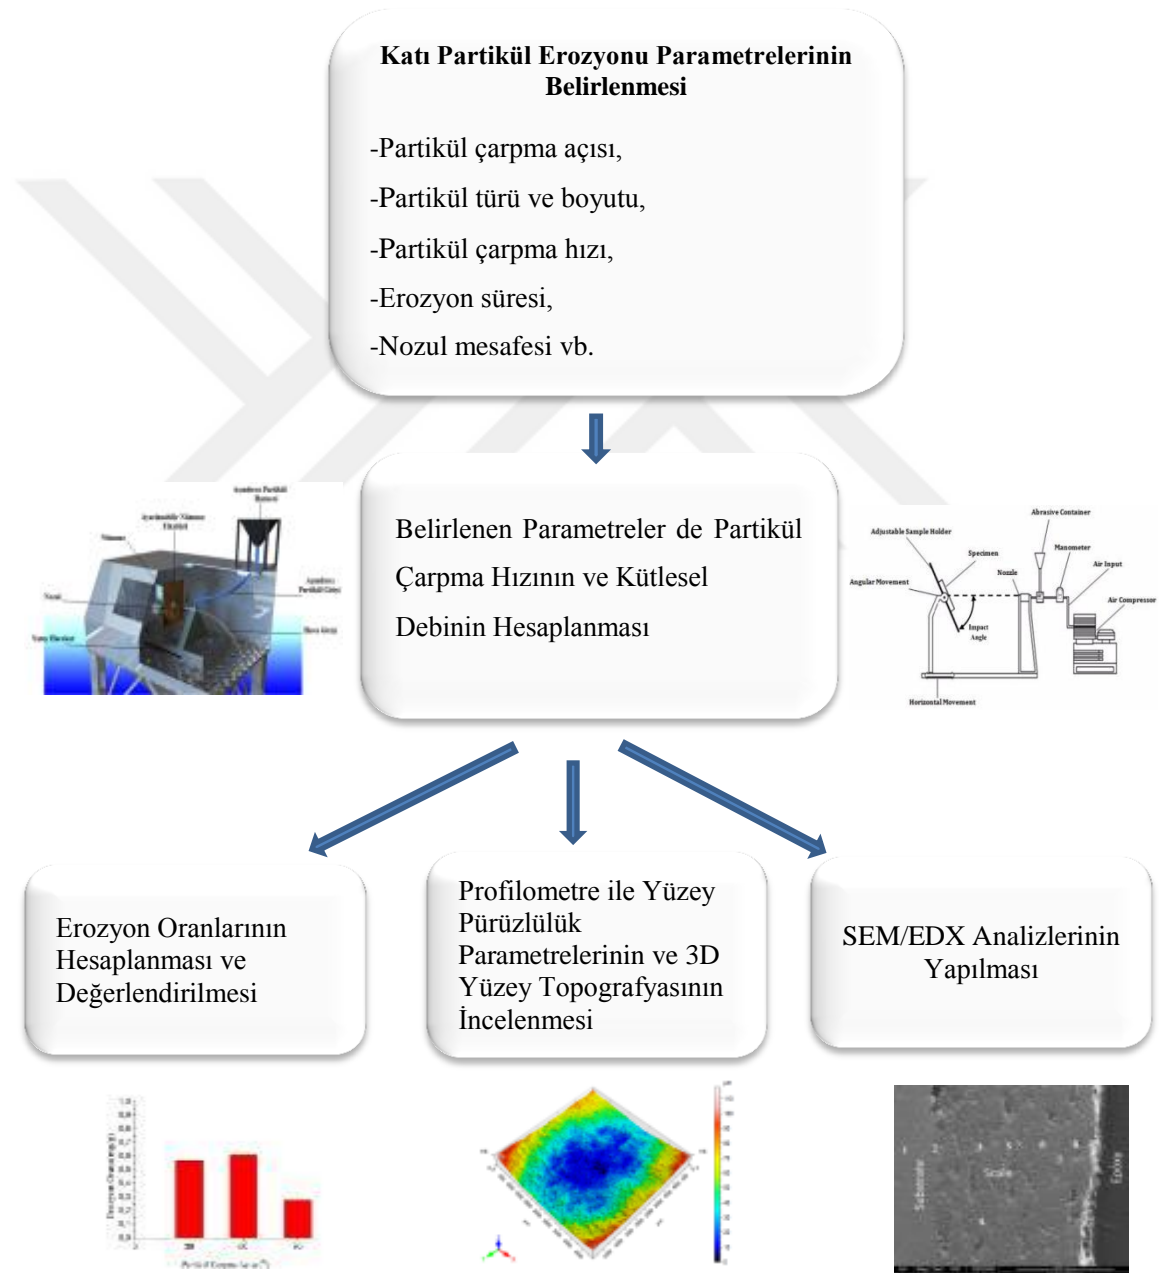 Katı Partikül Erozyonu Parametrelerinin
Belirlenmesi
-Partikül çarpma açısı,
-Partikül türü ve boyutu,
-Partikül çarpma hızı,
-Erozyon süresi,
-Nozul mesafesi vb.
Belirlenen Parametreler de Partikül
Çarpma Hızının ve Kütlesel
Debinin Hesaplanması
Abrasive Container
Adjustable Sample Holder
Specimen
Manometer
Nozzle
Air Input
Angular Movement
Air Compressor
Impact
Angle
Horizontal Movement
Erozyon Oranlarının
Hesaplanması ve
Değerlendirilmesi
Profilometre ile Yüzey
Pürüzlülük
Parametrelerinin ve 3D
Yüzey Topografyasının
İncelenmesi
SEM/EDX Analizlerinin
Yapılması
Substrate
Scale
Epoxy